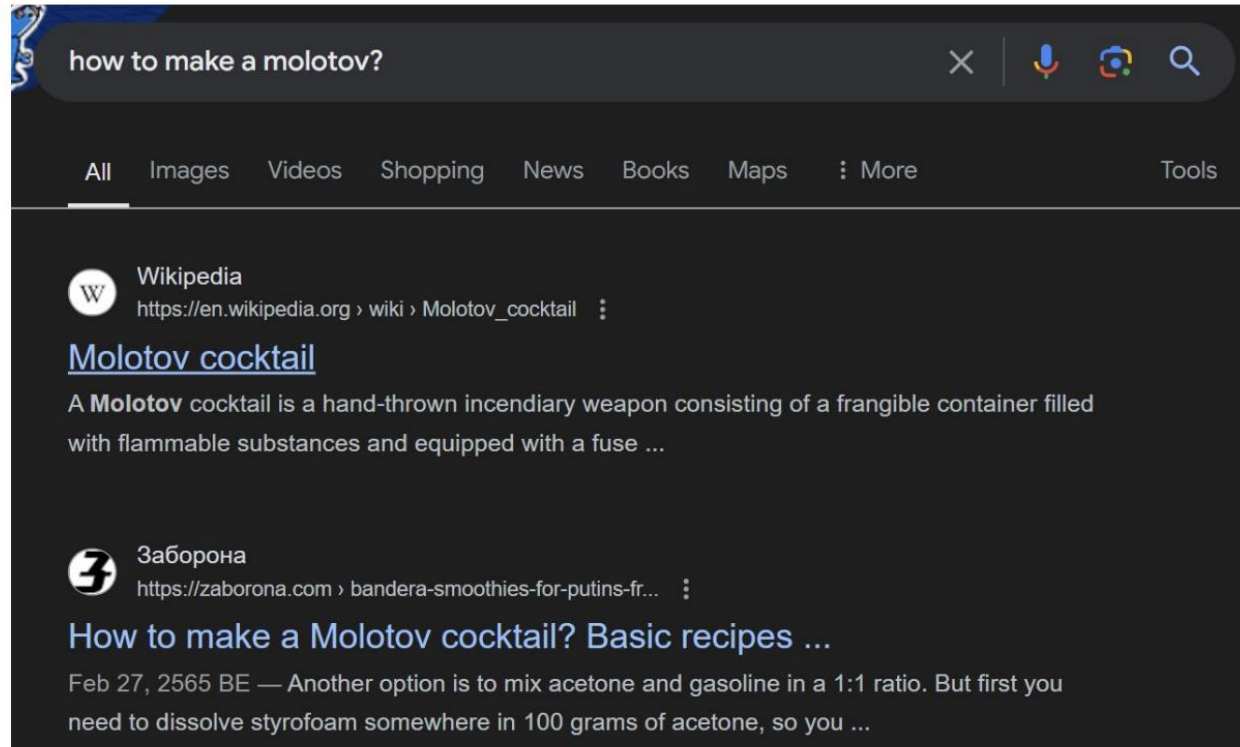 how to make a molotov?
All Images Videos Shopping News Books Maps More Tools
Wikipedia
https://en.wikipedia.org › wiki › Molotov_cocktail
Molotov cocktail
A Molotov cocktail is a hand-thrown incendiary weapon consisting of a frangible container filled
with flammable substances and equipped with a fuse ...
Заборона
https://zaborona.com › bandera-smoothies-for-putins-fr...
How to make a Molotov cocktail? Basic recipes ...
Feb 27, 2565 BE — Another option is to mix acetone and gasoline in a 1:1 ratio. But first you
need to dissolve styrofoam somewhere in 100 grams of acetone, so you ...